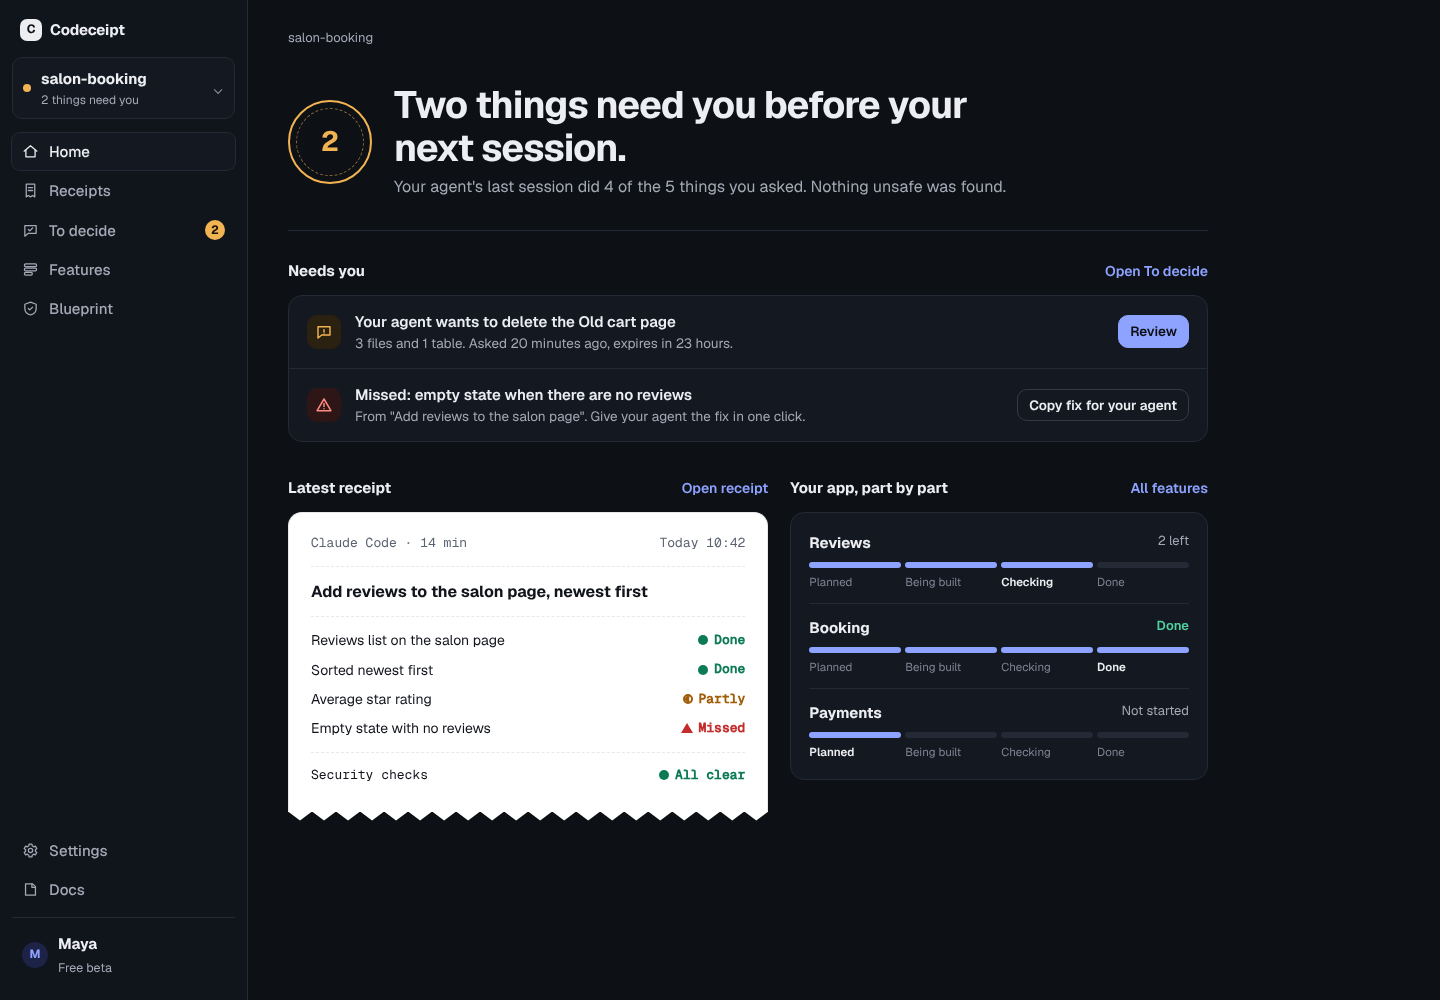 C Codeceipt
salon-booking
2 things need you
Home
Receipts
To decide 2
Features
Blueprint
Settings
Docs
M
Maya
Free beta
salon-booking
2
Two things need you before your
next session.
Your agent's last session did 4 of the 5 things you asked. Nothing unsafe was found.
Needs you
Open To decide
Your agent wants to delete the Old cart page
3 files and 1 table. Asked 20 minutes ago, expires in 23 hours.
Review
Missed: empty state when there are no reviews
From "Add reviews to the salon page". Give your agent the fix in one click.
Copy fix for your agent
Latest receipt
Open receipt
Claude Code · 14 min
Today 10:42
Add reviews to the salon page, newest first
Reviews list on the salon page Done
Sorted newest first Done
Average star rating Partly
Empty state with no reviews Missed
Security checks All clear
Your app, part by part
All features
Reviews 2 left
Planned Being built Checking Done
Booking Done
Planned Being built Checking Done
Payments Not started
Planned Being built Checking Done